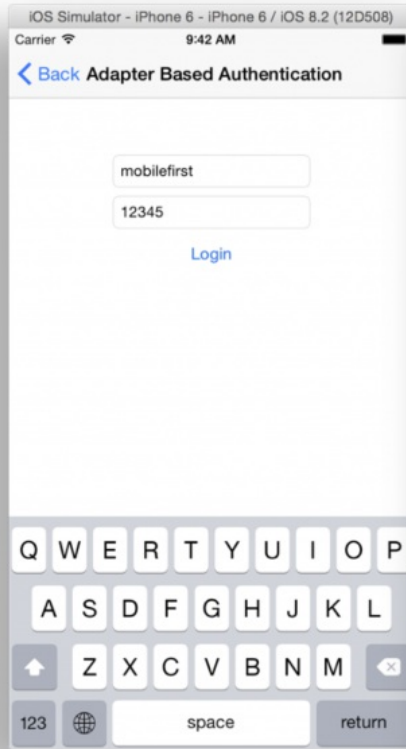 iOS Simulator - iPhone 6 - iPhone 6 / iOS 8.2 (12D508)
Carrier 9:42 AM
Back Adapter Based Authentication
mobilefirst
12345
Login
Q W E R T Y U I O P
A S D F G H J K L
Z X C V B N M
123 space return